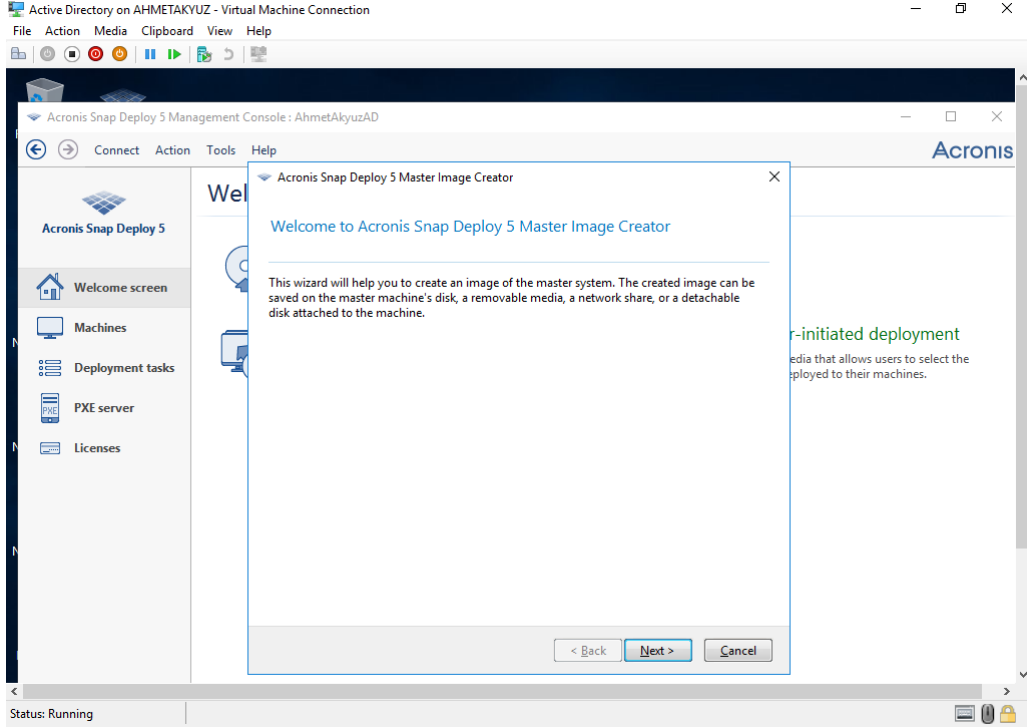 Active Directory on AHMETAKYUZ - Virtual Machine Connection
File Action Media Clipboard View Help
Acronis Snap Deploy 5 Management Console : AhmetAkyuzAD
Connect Action Tools Help
Acronis
Acronis Snap Deploy 5
Welcome screen
Machines
Deployment tasks
PXE
PXE server
Licenses
Wel
Acronis Snap Deploy 5 Master Image Creator
Welcome to Acronis Snap Deploy 5 Master Image Creator
This wizard will help you to create an image of the master system. The created image can be
saved on the master machine's disk, a removable media, a network share, or a detachable
disk attached to the machine.
r-initiated deployment
edia that allows users to select the
eployed to their machines.
< Back Next > Cancel
Status: Running